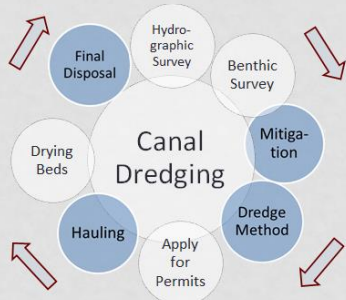 Hydro-
graphic
Survey
Benthic
Survey
Mitiga-
tion
Dredge
Method
Apply
for
Permits
Hauling
Drying
Beds
Final
Disposal
Canal
Dredging